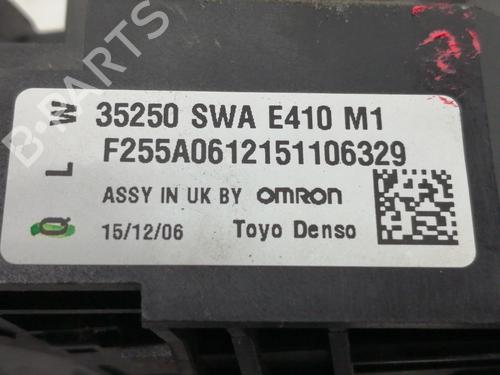 35250 SWA E410 M1
F255A0612151106329
ASSY IN UK BY OMRON
15/12/06 Toyo Denso
W
L
Q
B-PARTS